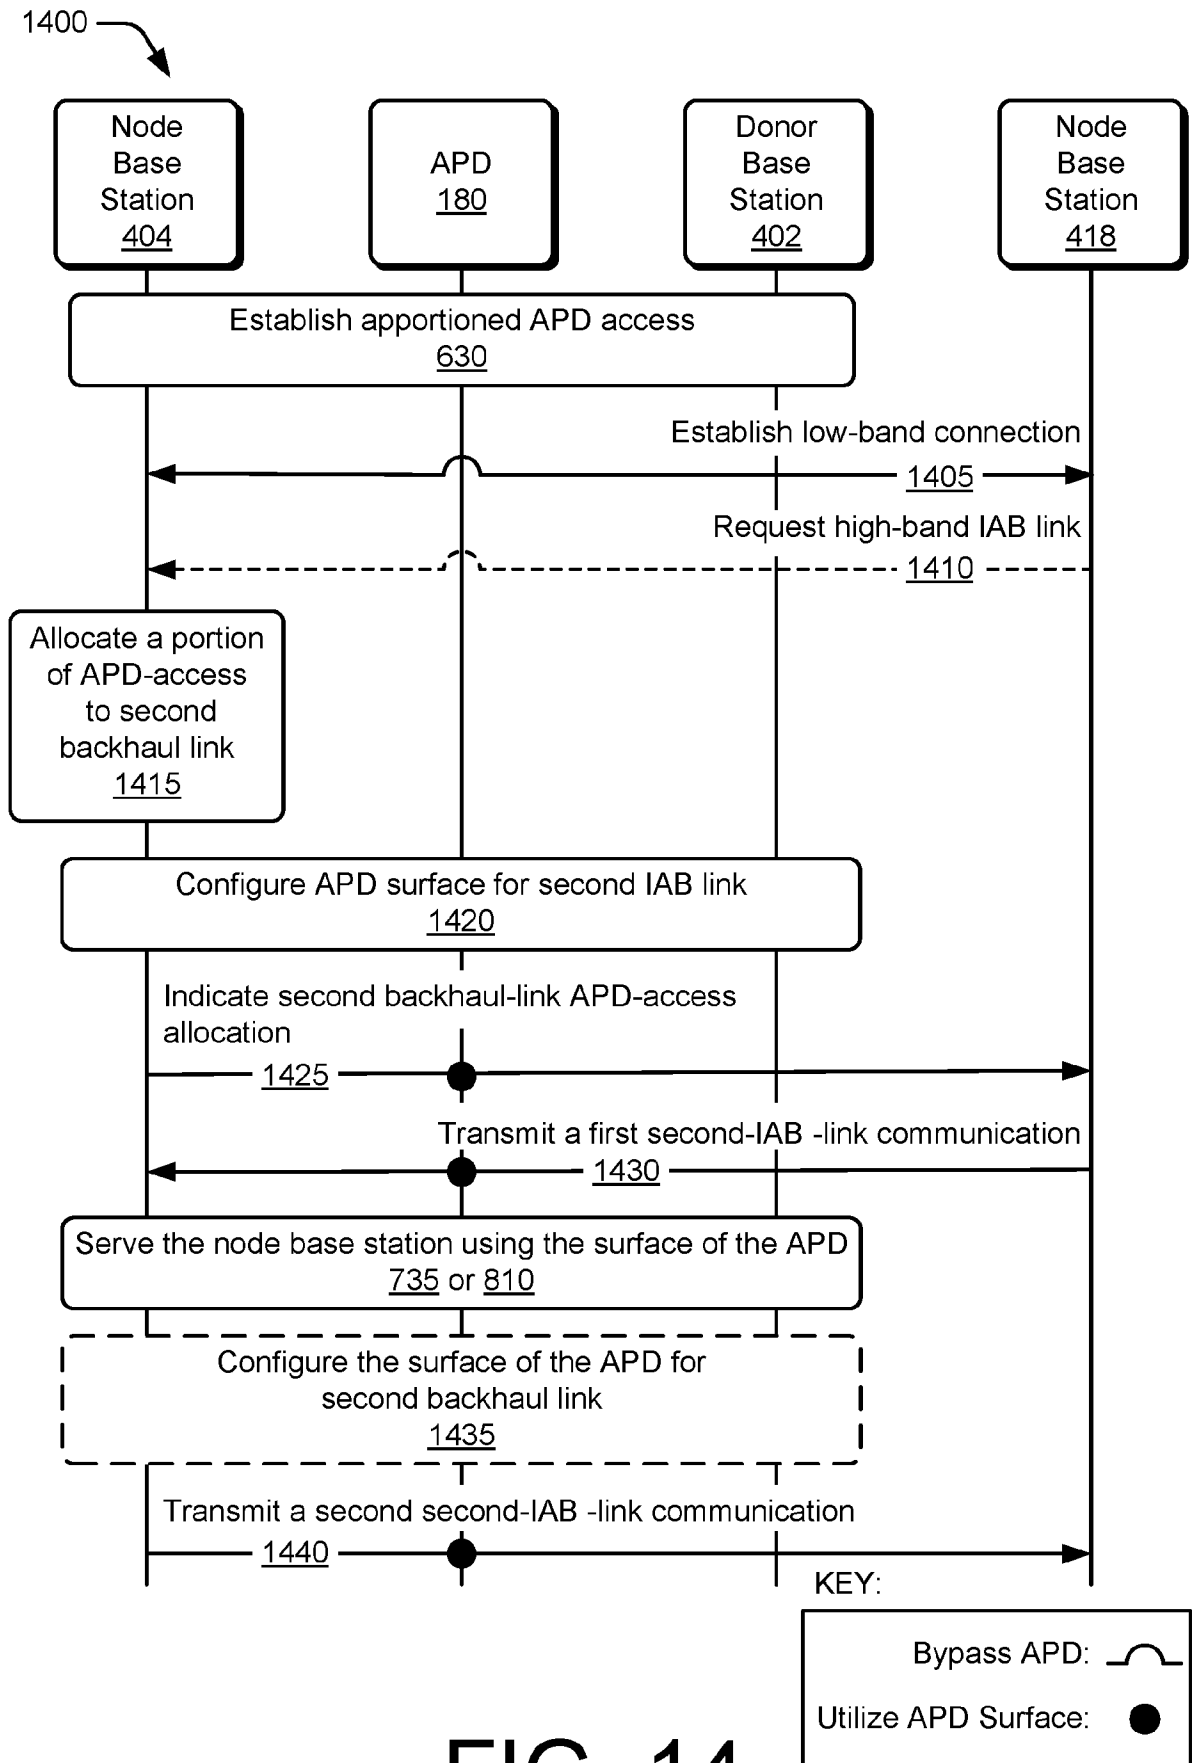 1400
Node
Base
Station
404
APD
180
Donor
Base
Station
402
Node
Base
Station
418
Establish apportioned APD access
630
Establish low-band connection
1405
Request high-band IAB link
1410
Allocate a portion
of APD-access
to second
backhaul link
1415
Configure APD surface for second IAB link
1420
Indicate second backhaul-link APD-access
allocation
1425
Transmit a first second-IAB -link communication
1430
Serve the node base station using the surface of the APD
735 or 810
Configure the surface of the APD for
second backhaul link
1435
Transmit a second second-IAB -link communication
1440
KEY:
Bypass APD:
Utilize APD Surface:
FIG. 14